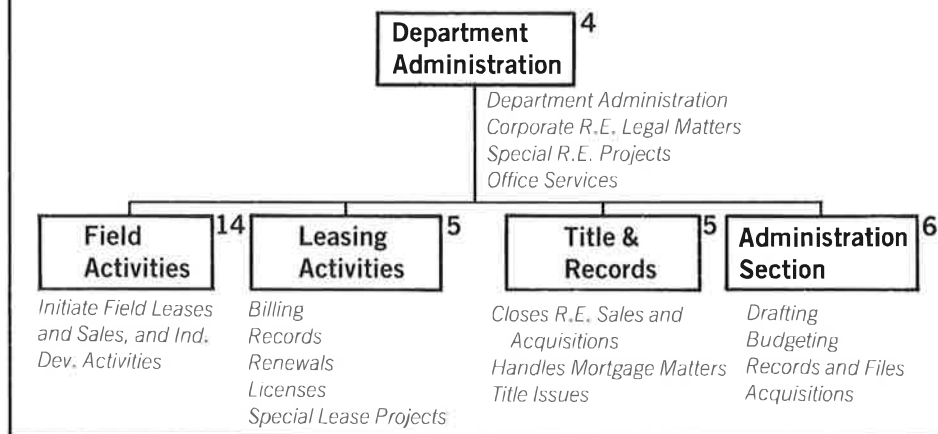 Department
Administration
4
Department Administration
Corporate R.E. Legal Matters
Special R.E. Projects
Office Services
Field
Activities
14
Initiate Field Leases
and Sales, and Ind.
Dev. Activities
Leasing
Activities
5
Billing
Records
Renewals
Licenses
Special Lease Projects
Title &
Records
5
Closes R.E. Sales and
Acquisitions
Handles Mortgage Matters
Title Issues
Administration
Section
6
Drafting
Budgeting
Records and Files
Acquisitions